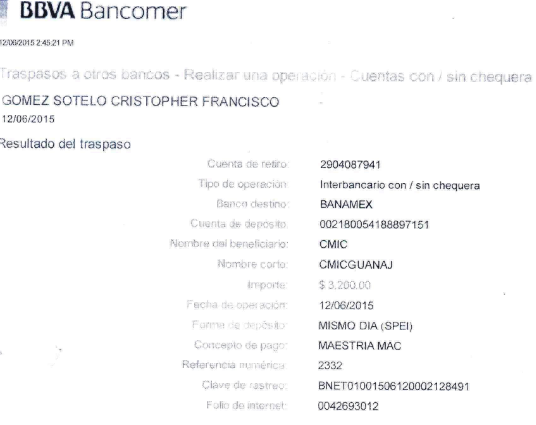 BBVA Bancomer
12/06/2015 2:45:21 PM
Traspasos a otros bancos - Realizar una operación - Cuentas con / sin chequera
GOMEZ SOTELO CRISTOPHER FRANCISCO
12/06/2015
Resultado del traspaso
Cuenta de retiro: 2904087941
Tipo de operación: Interbancario con / sin chequera
Banco destino: BANAMEX
Cuenta de depósito: 002180054188897151
Nombre del beneficiario: CMIC
Nombre corto: CMICGUANAJ
Importe: $ 3,200.00
Fecha de operación: 12/06/2015
Forma de depósito: MISMO DIA (SPEI)
Concepto de pago: MAESTRIA MAC
Referencia numérica: 2332
Clave de rastreo: BNET01001506120002128491
Folio de internet: 0042693012